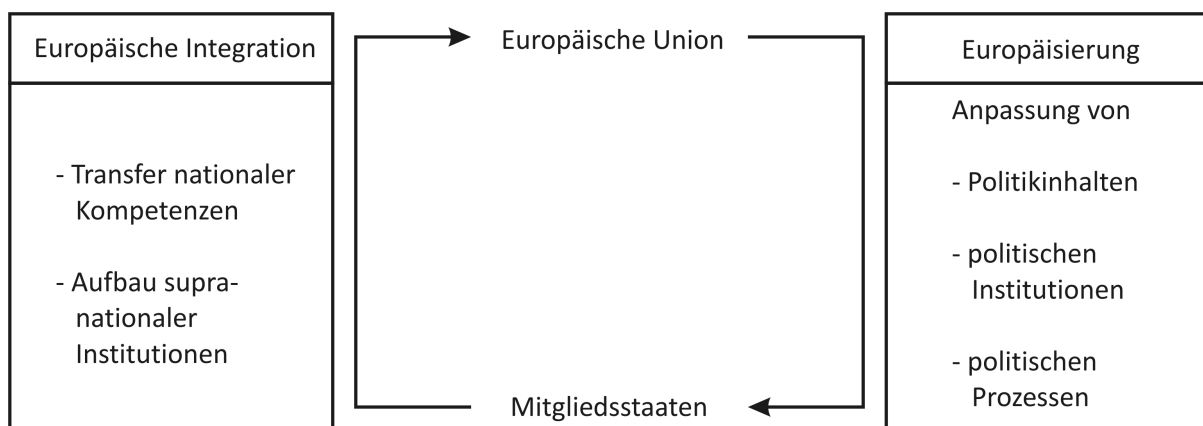 Europäische Integration
- Transfer nationaler
Kompetenzen
- Aufbau supra-
nationaler
Institutionen
Europäische Union
Mitgliedsstaaten
Europäisierung
Anpassung von
- Politikinhalten
- politischen
Institutionen
- politischen
Prozessen